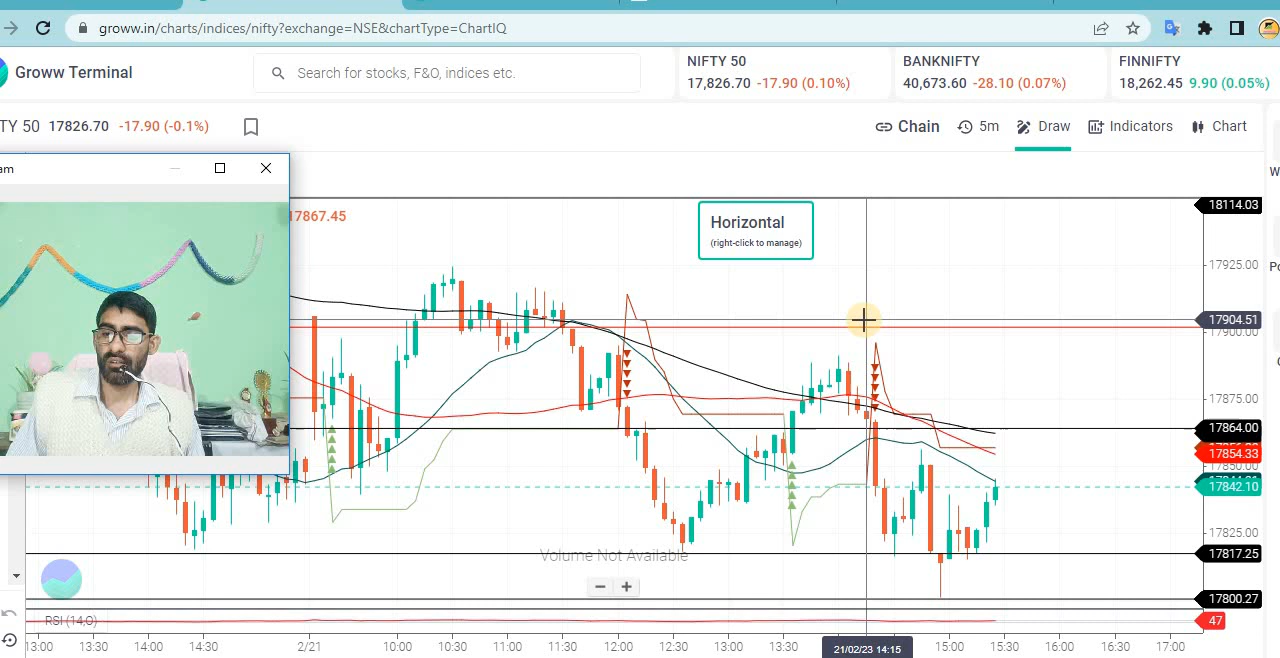 groww.in/charts/indices/nifty?exchange=NSE&chartType=ChartIQ
Groww Terminal
Search for stocks, F&O, indices etc.
NIFTY 50
17,826.70 -17.90 (0.10%)
BANKNIFTY
40,673.60 -28.10 (0.07%)
FINNIFTY
18,262.45 9.90 (0.05%)
TY 50 17826.70 -17.90 (-0.1%)
Chain
5m
Draw
Indicators
Chart
am
17867.45
Horizontal
(right-click to manage)
18114.03
17925.00
17904.51
17900.00
17875.00
17864.00
17854.33
17850.00
17842.10
17825.00
17817.25
17800.27
Volume Not Available
RSI (14,0)
47
13:00 14:00 14:30 2/21 10:00 10:30 11:00 11:30 12:00 12:30 13:00 13:30 21/02/23 14:15 15:00 15:30 16:00 16:30 17:00